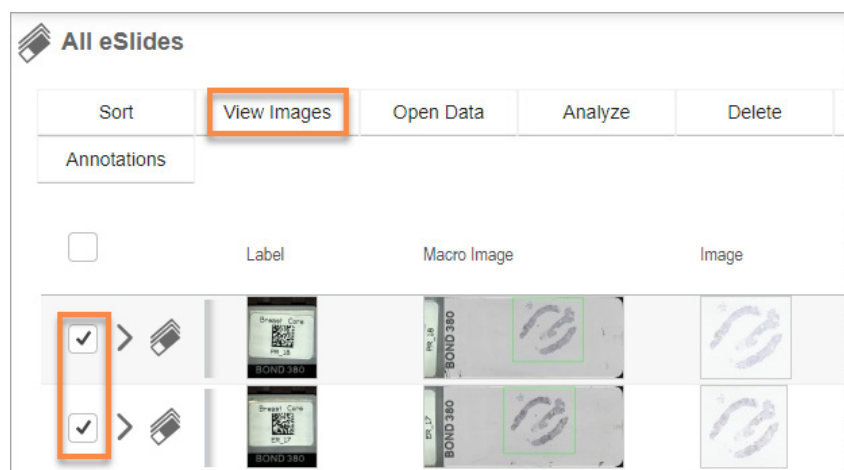 All eSlides
Sort View Images Open Data Analyze Delete
Annotations
Label Macro Image Image
Breast Core
PR_18
BOND 380
PR_18
BOND 380
Breast Core
ER_17
BOND 380
ER_17
BOND 380